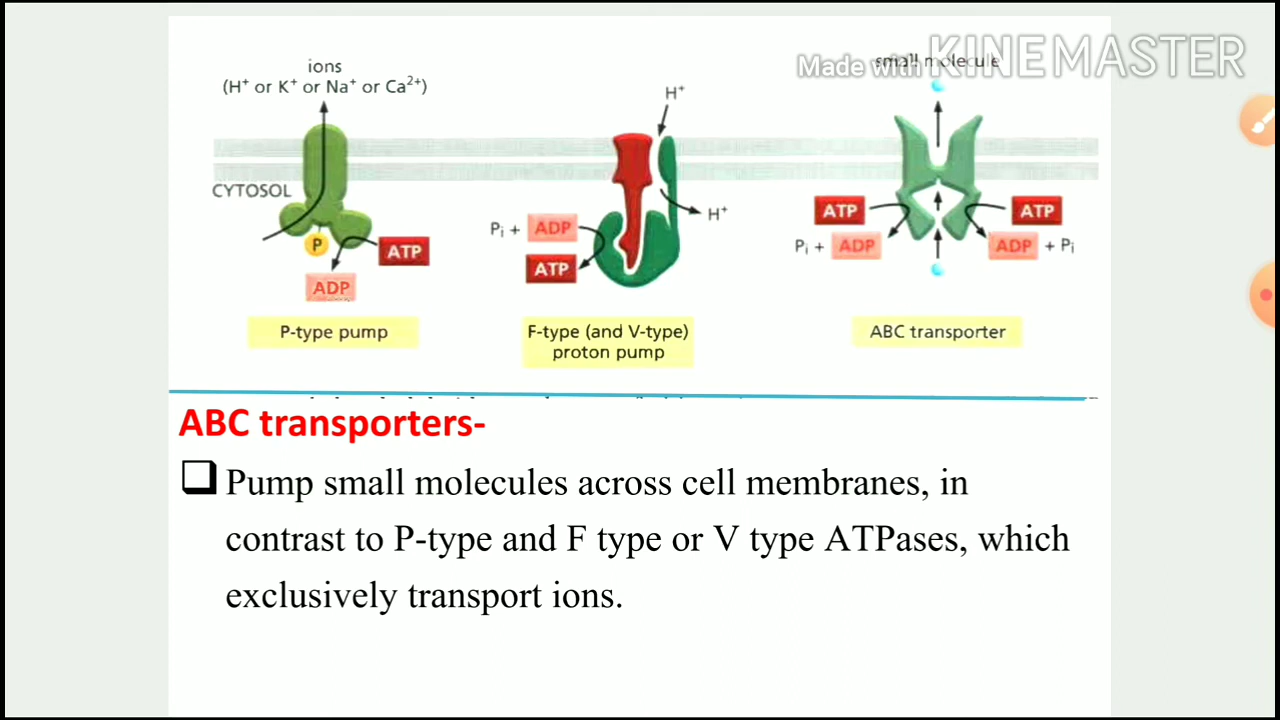 Made with KINEMASTER
small molecule
ions
(H⁺ or K⁺ or Na⁺ or Ca²⁺)
H⁺
CYTOSOL
H⁺
P
ATP
ADP
Pᵢ + ADP
ATP
ATP
ATP
Pᵢ + ADP
ADP + Pᵢ
P-type pump
F-type (and V-type)
proton pump
ABC transporter
ABC transporters-
Pump small molecules across cell membranes, in
contrast to P-type and F type or V type ATPases, which
exclusively transport ions.